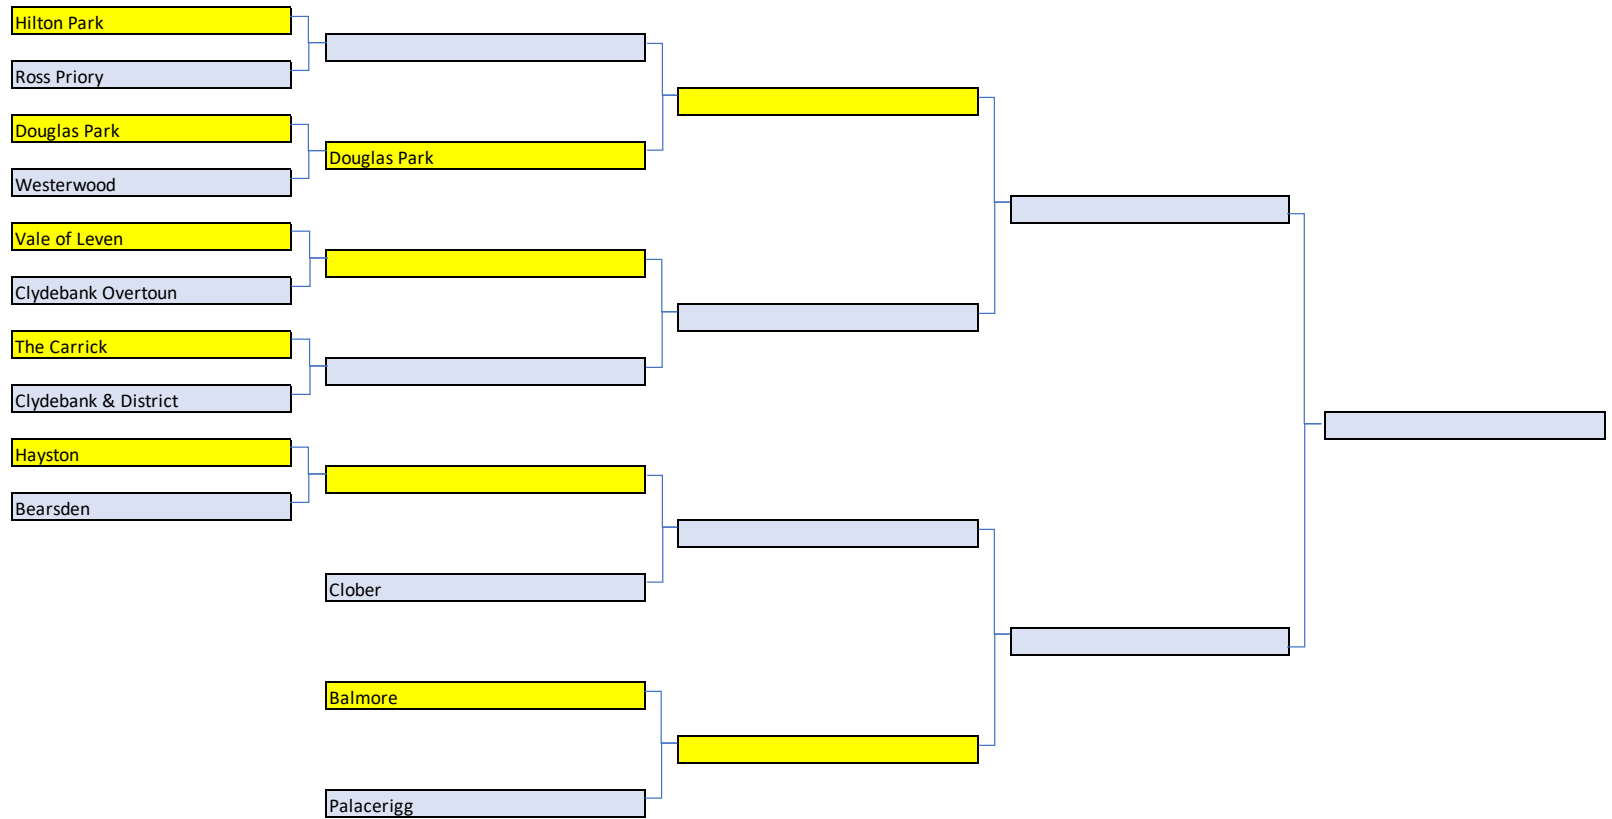 Hilton Park
Ross Priory
Douglas Park
Douglas Park
Westerwood
Vale of Leven
Clydebank Overtoun
The Carrick
Clydebank & District
Hayston
Bearsden
Clober
Balmore
Palacerigg